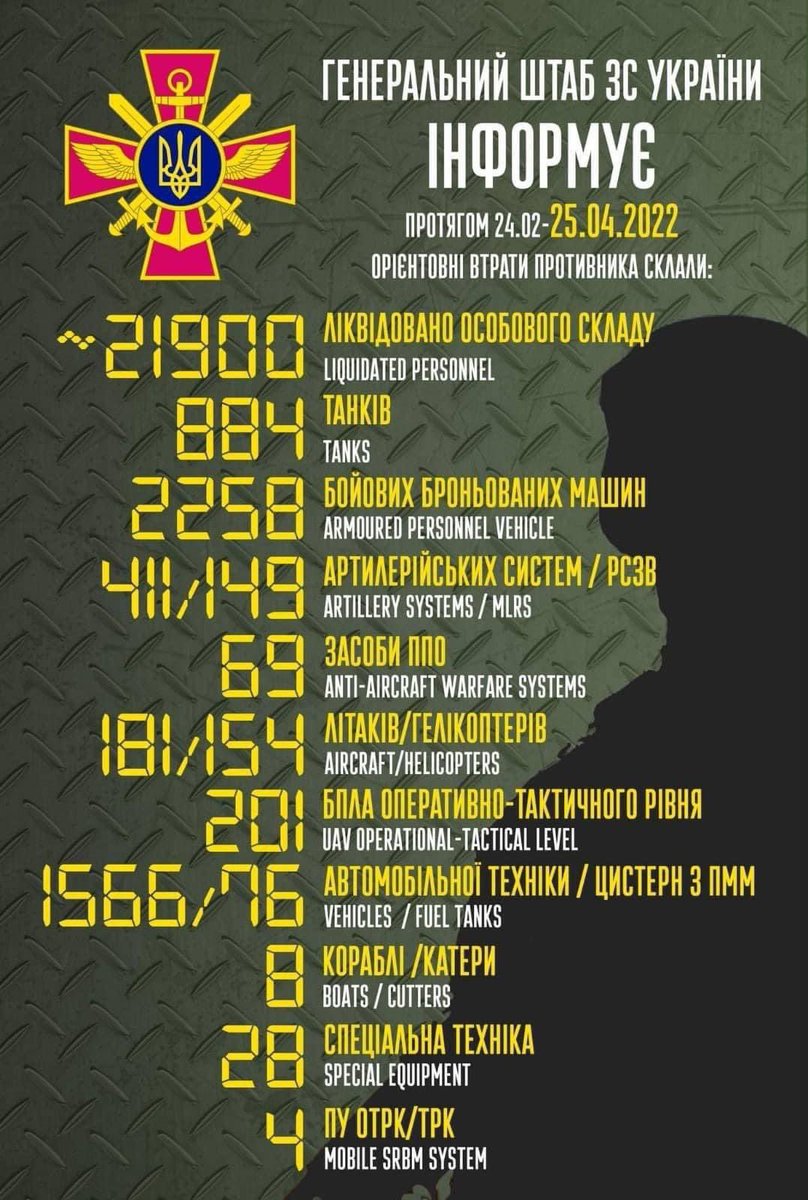 ГЕНЕРАЛЬНИЙ ШТАБ ЗС УКРАЇНИ
ІНФОРМУЄ
ПРОТЯГОМ 24.02-25.04.2022
ОРІЄНТОВНІ ВТРАТИ ПРОТИВНИКА СКЛАЛИ:
~21900 ЛІКВІДОВАНО ОСОБОВОГО СКЛАДУ
LIQUIDATED PERSONNEL
884 ТАНКІВ
TANKS
2258 БОЙОВИХ БРОНЬОВАНИХ МАШИН
ARMOURED PERSONNEL VEHICLE
411/149 АРТИЛЕРІЙСЬКИХ СИСТЕМ / РСЗВ
ARTILLERY SYSTEMS / MLRS
69 ЗАСОБИ ППО
ANTI-AIRCRAFT WARFARE SYSTEMS
181/154 ЛІТАКІВ/ГЕЛІКОПТЕРІВ
AIRCRAFT/HELICOPTERS
201 БПЛА ОПЕРАТИВНО-ТАКТИЧНОГО РІВНЯ
UAV OPERATIONAL-TACTICAL LEVEL
1566/76 АВТОМОБІЛЬНОЇ ТЕХНІКИ / ЦИСТЕРН З ПММ
VEHICLES / FUEL TANKS
8 КОРАБЛІ /КАТЕРИ
BOATS / CUTTERS
28 СПЕЦІАЛЬНА ТЕХНІКА
SPECIAL EQUIPMENT
4 ПУ ОТРК/ТРК
MOBILE SRBM SYSTEM